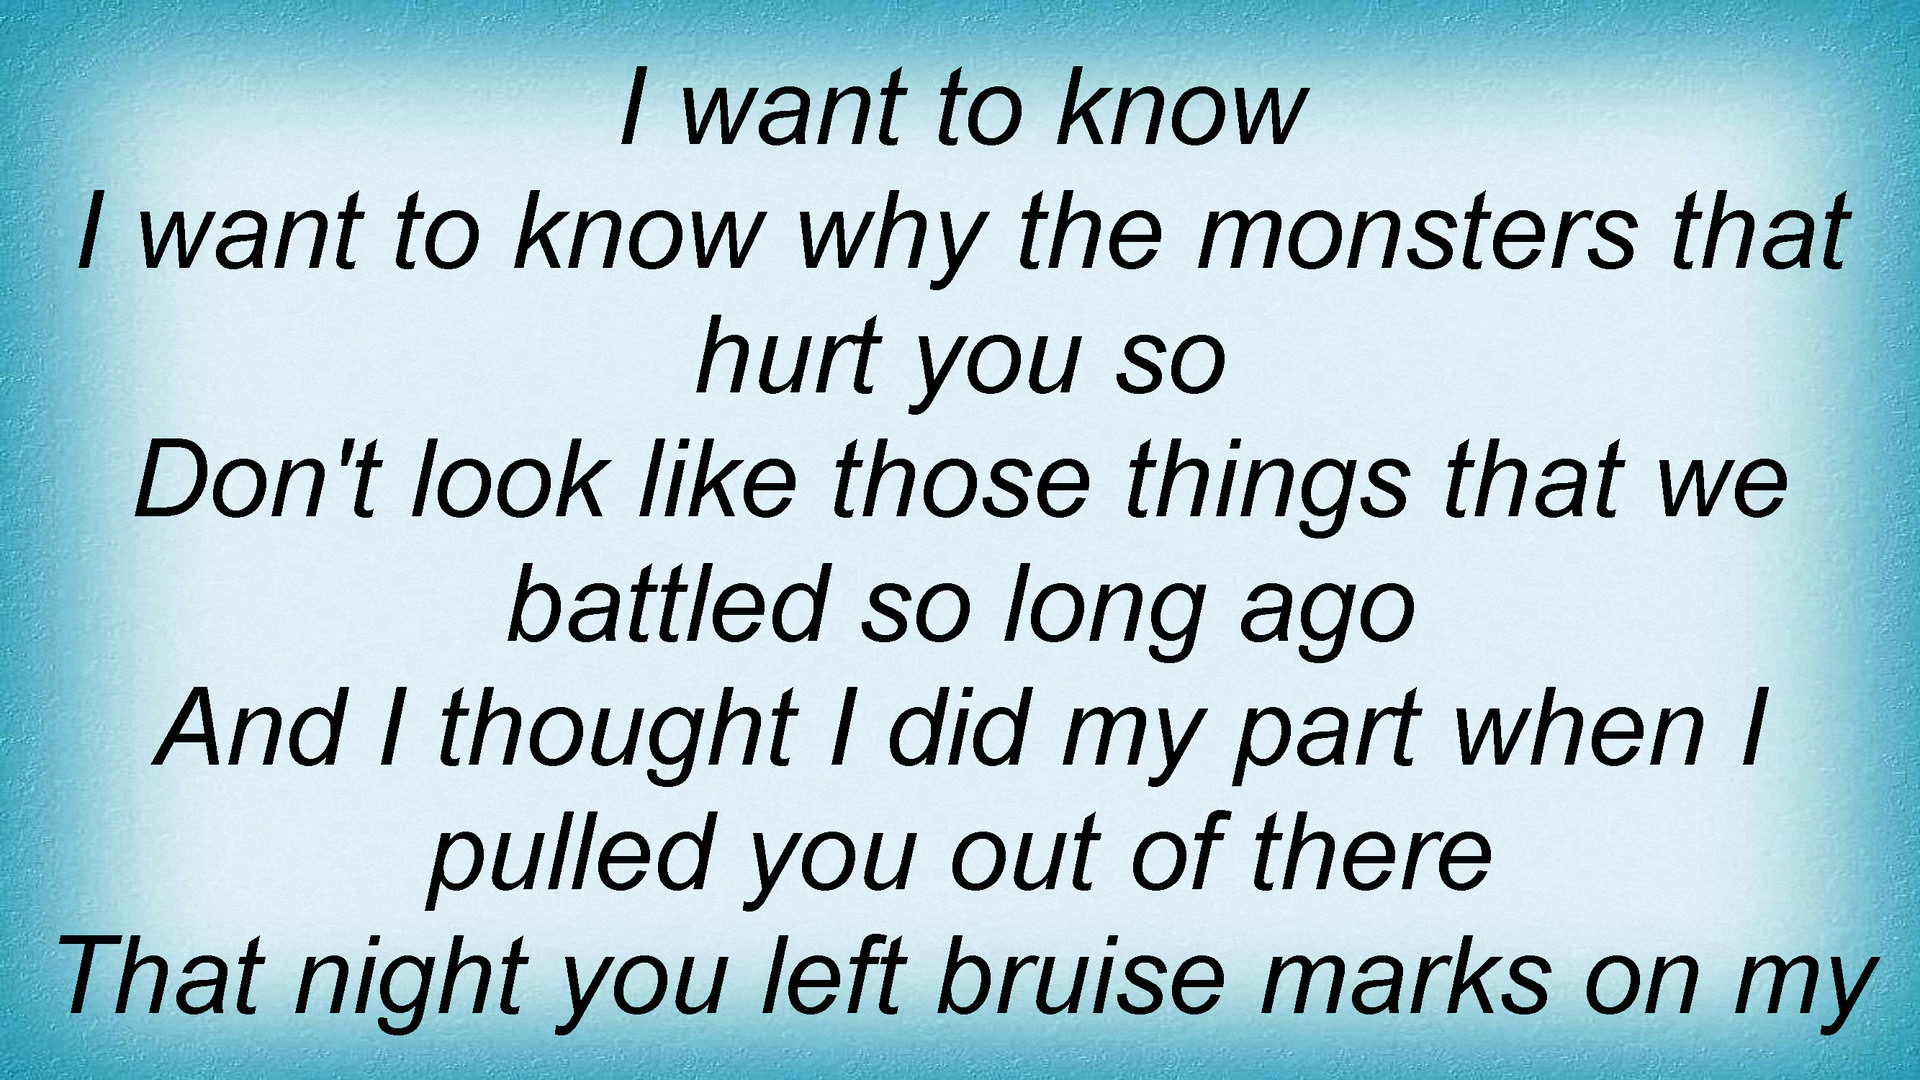 I want to know
I want to know why the monsters that
hurt you so
Don't look like those things that we
battled so long ago
And I thought I did my part when I
pulled you out of there
That night you left bruise marks on my